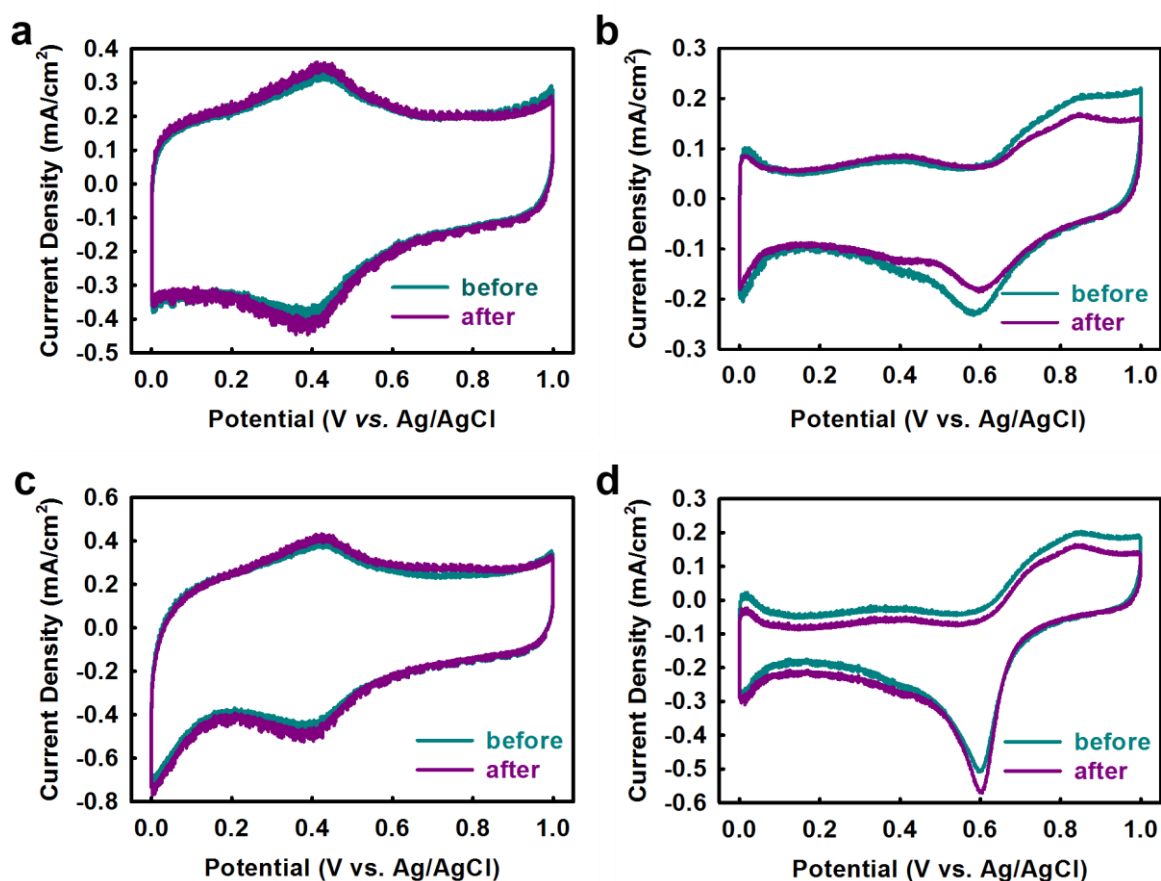 a
Currrent Density (mA/cm²)
0.4
0.3
0.2
0.1
0.0
-0.1
-0.2
-0.3
-0.4
-0.5
before
after
0.0 0.2 0.4 0.6 0.8 1.0
Potential (V vs. Ag/AgCl
b
Current Density (mA/cm²)
0.3
0.2
0.1
0.0
-0.1
-0.2
-0.3
before
after
0.0 0.2 0.4 0.6 0.8 1.0
Potential (V vs. Ag/AgCl)
c
Current Density (mA/cm²)
0.6
0.4
0.2
0.0
-0.2
-0.4
-0.6
-0.8
before
after
0.0 0.2 0.4 0.6 0.8 1.0
Potential (V vs. Ag/AgCl)
d
Current Density (mA/cm²)
0.3
0.2
0.1
0.0
-0.1
-0.2
-0.3
-0.4
-0.5
-0.6
before
after
0.0 0.2 0.4 0.6 0.8 1.0
Potential (V vs. Ag/AgCl)